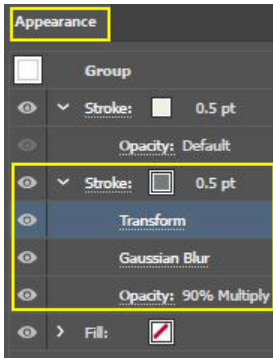 Appearance
Group
Stroke: 0.5 pt
Opacity: Default
Stroke: 0.5 pt
Transform
Gaussian Blur
Opacity: 90% Multiply
Fill: